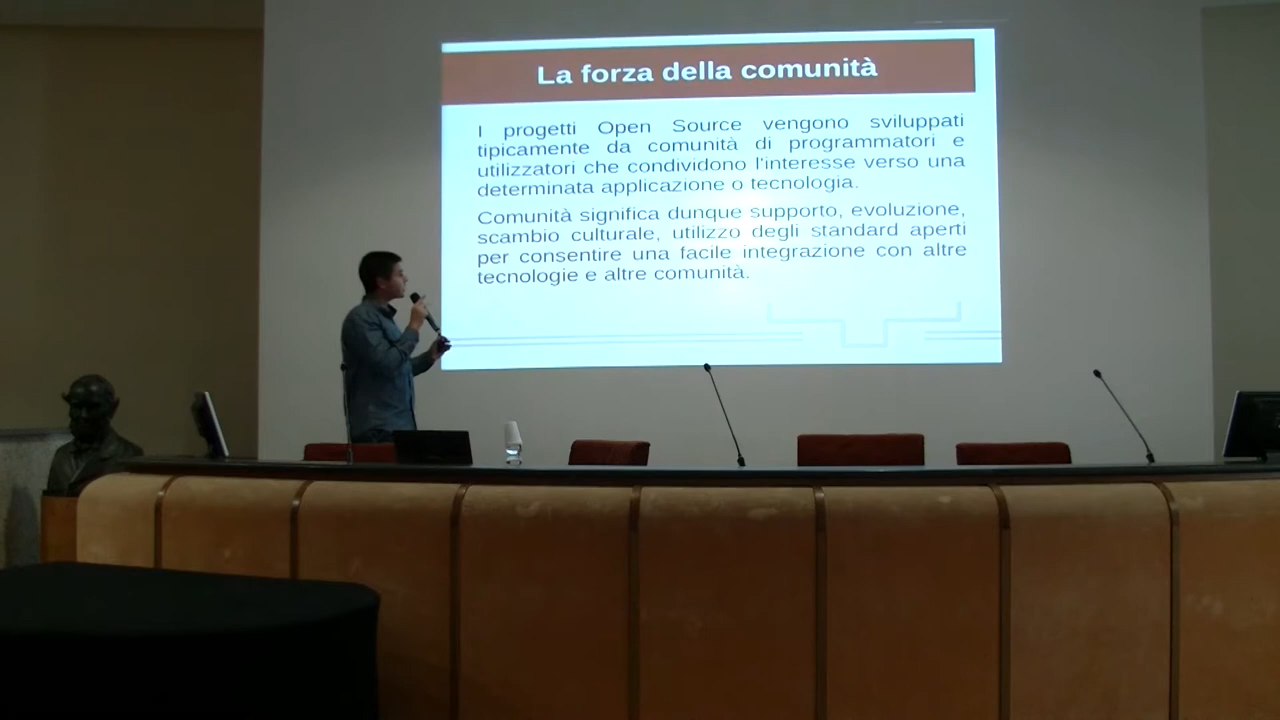 La forza della comunità
I progetti Open Source vengono sviluppati
tipicamente da comunità di programmatori e
utilizzatori che condividono l'interesse verso una
determinata applicazione o tecnologia.
Comunità significa dunque supporto, evoluzione,
scambio culturale, utilizzo degli standard aperti
per consentire una facile integrazione con altre
tecnologie e altre comunità.